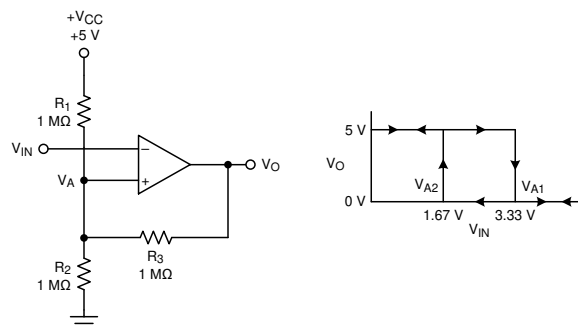 +VCC
+5 V
R1
1 MΩ
VIN
−
+
VA
VO
R3
1 MΩ
R2
1 MΩ
5 V
VO
0 V
VA2
VA1
1.67 V
3.33 V
VIN